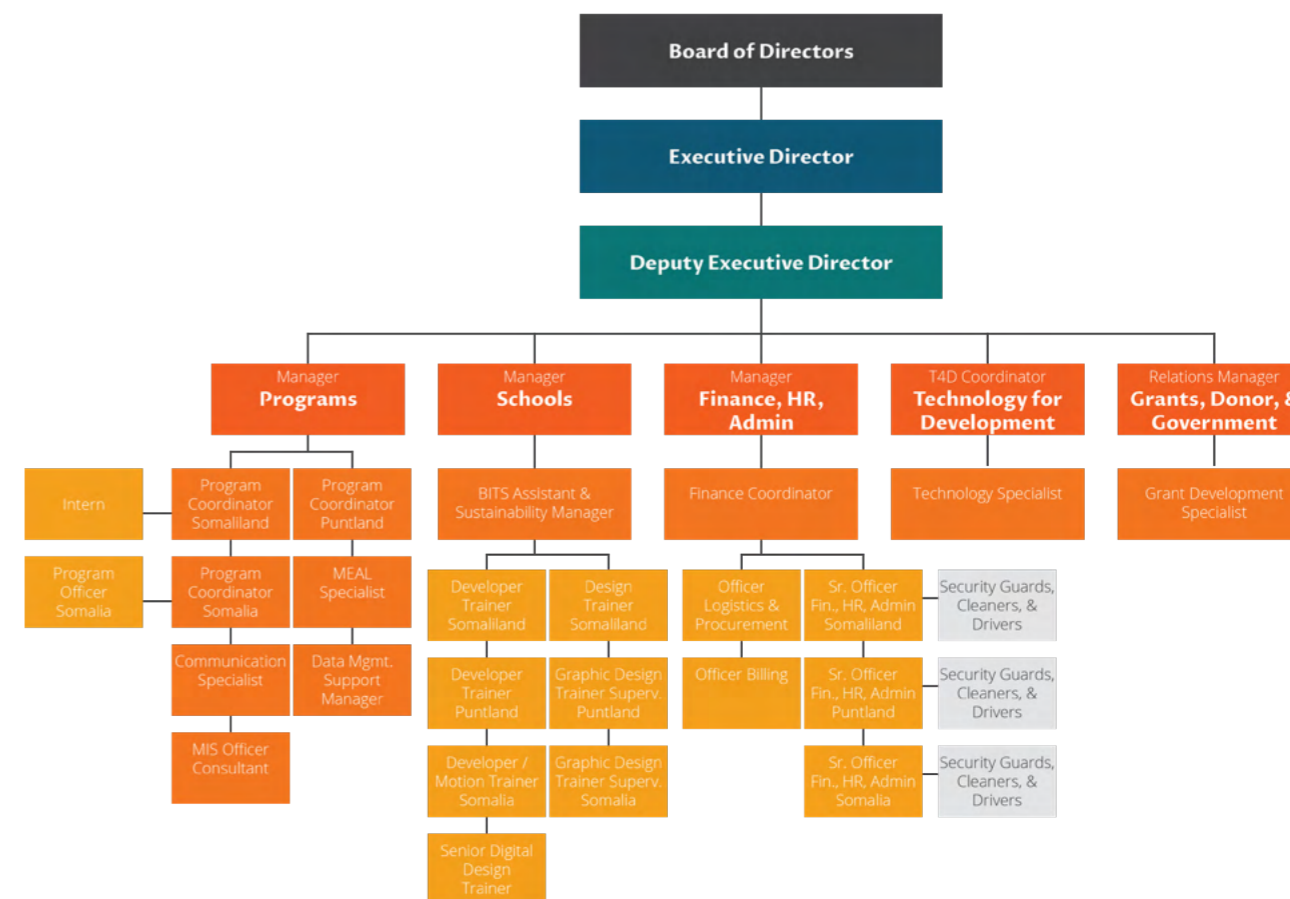 Board of Directors
Executive Director
Deputy Executive Director
Manager
Programs
Manager
Schools
Manager
Finance, HR,
Admin
T4D Coordinator
Technology for
Development
Relations Manager
Grants, Donor, &
Government
Intern
Program
Coordinator
Somaliland
Program
Coordinator
Puntland
BITS Assistant &
Sustainability Manager
Finance Coordinator
Technology Specialist
Grant Development
Specialist
Program
Officer
Somalia
Program
Coordinator
Somalia
MEAL
Specialist
Developer
Trainer
Somaliland
Design
Trainer
Somaliland
Officer
Logistics &
Procurement
Sr. Officer
Fin., HR, Admin
Somaliland
Security Guards,
Cleaners, &
Drivers
Communication
Specialist
Data Mgmt.
Support
Manager
Developer
Trainer
Puntland
Graphic Design
Trainer Superv.
Puntland
Officer Billing
Sr. Officer
Fin., HR, Admin
Puntland
Security Guards,
Cleaners, &
Drivers
MIS Officer
Consultant
Developer /
Motion Trainer
Somalia
Graphic Design
Trainer Superv.
Somalia
Sr. Officer
Fin., HR, Admin
Somalia
Security Guards,
Cleaners, &
Drivers
Senior Digital
Design
Trainer